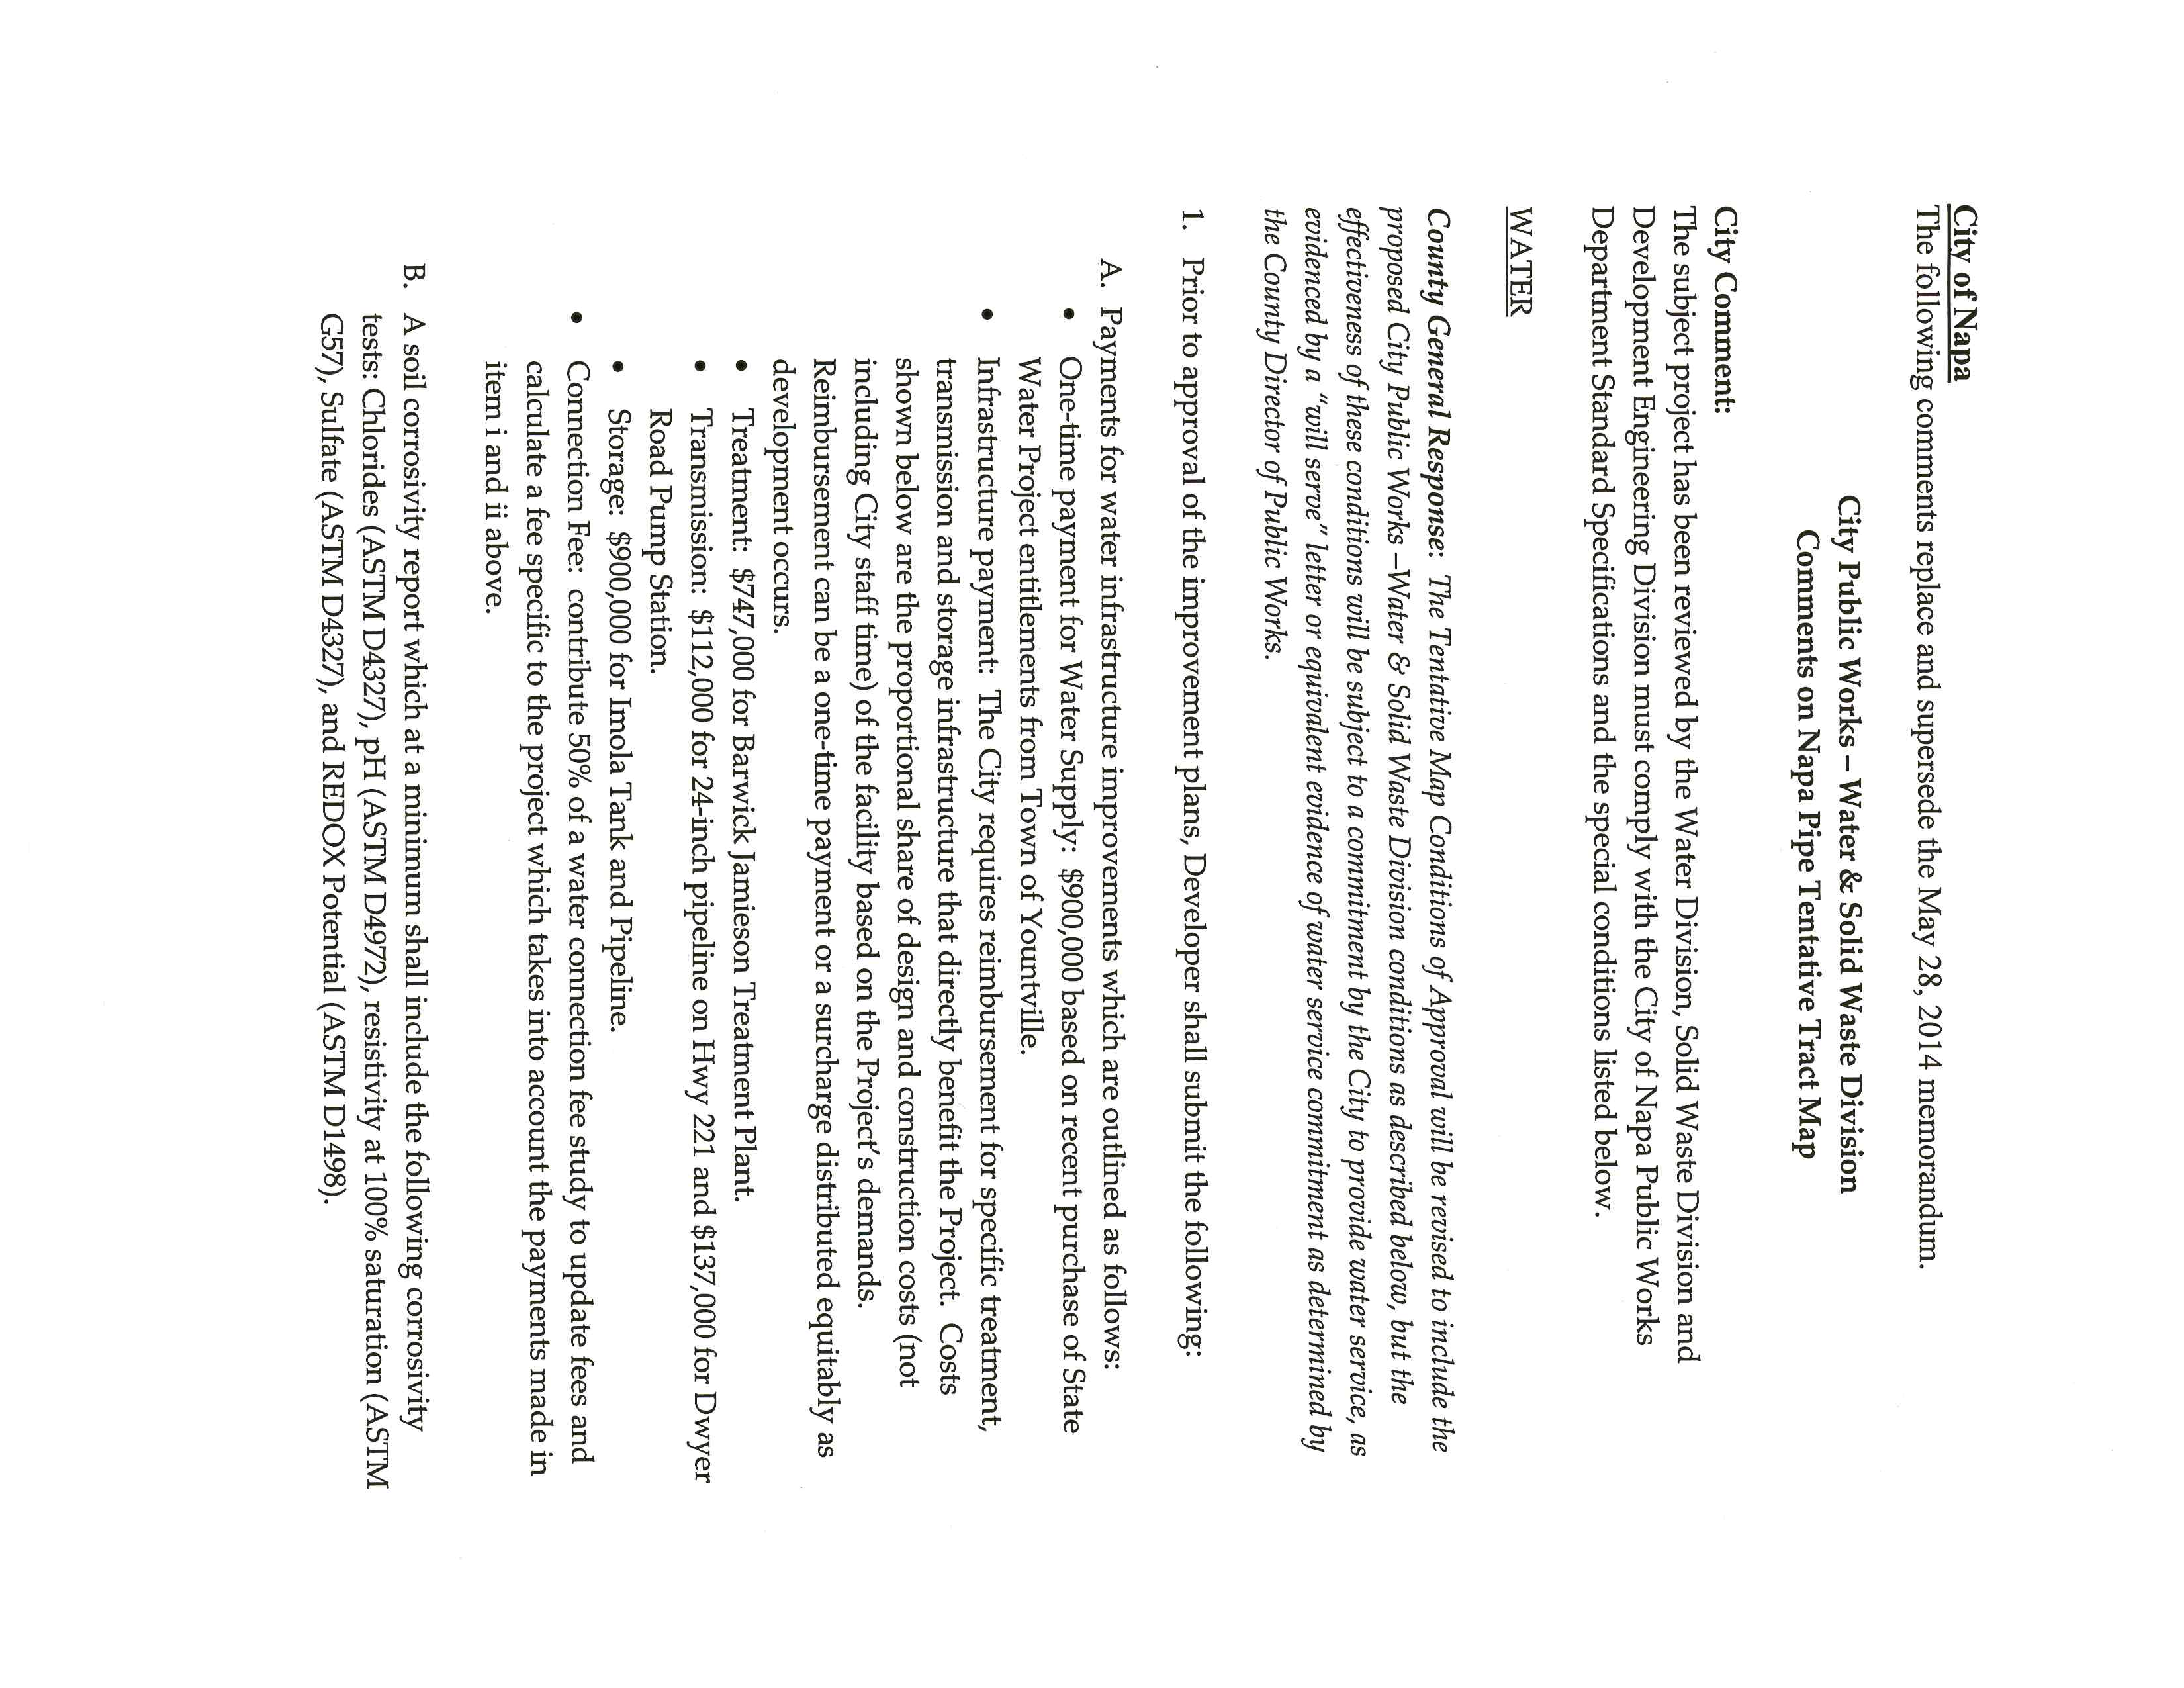 City of Napa
The following comments replace and supersede the May 28, 2014 memorandum.
City Public Works – Water & Solid Waste Division
Comments on Napa Pipe Tentative Tract Map
City Comment:
The subject project has been reviewed by the Water Division, Solid Waste Division and
Development Engineering Division must comply with the City of Napa Public Works
Department Standard Specifications and the special conditions listed below.
WATER
County General Response: The Tentative Map Conditions of Approval will be revised to include the
proposed City Public Works –Water & Solid Waste Division conditions as described below, but the
effectiveness of these conditions will be subject to a commitment by the City to provide water service, as
evidenced by a "will serve" letter or equivalent evidence of water service commitment as determined by
the County Director of Public Works.
1. Prior to approval of the improvement plans, Developer shall submit the following:
A. Payments for water infrastructure improvements which are outlined as follows:
• One-time payment for Water Supply: $900,000 based on recent purchase of State
Water Project entitlements from Town of Yountville.
• Infrastructure payment: The City requires reimbursement for specific treatment,
transmission and storage infrastructure that directly benefit the Project. Costs
shown below are the proportional share of design and construction costs (not
including City staff time) of the facility based on the Project's demands.
Reimbursement can be a one-time payment or a surcharge distributed equitably as
development occurs.
• Treatment: $747,000 for Barwick Jamieson Treatment Plant.
• Transmission: $112,000 for 24-inch pipeline on Hwy 221 and $137,000 for Dwyer
Road Pump Station.
• Storage: $900,000 for Imola Tank and Pipeline.
• Connection Fee: contribute 50% of a water connection fee study to update fees and
calculate a fee specific to the project which takes into account the payments made in
item i and ii above.
B. A soil corrosivity report which at a minimum shall include the following corrosivity
tests: Chlorides (ASTM D4327), pH (ASTM D4972), resistivity at 100% saturation (ASTM
G57), Sulfate (ASTM D4327), and REDOX Potential (ASTM D1498).